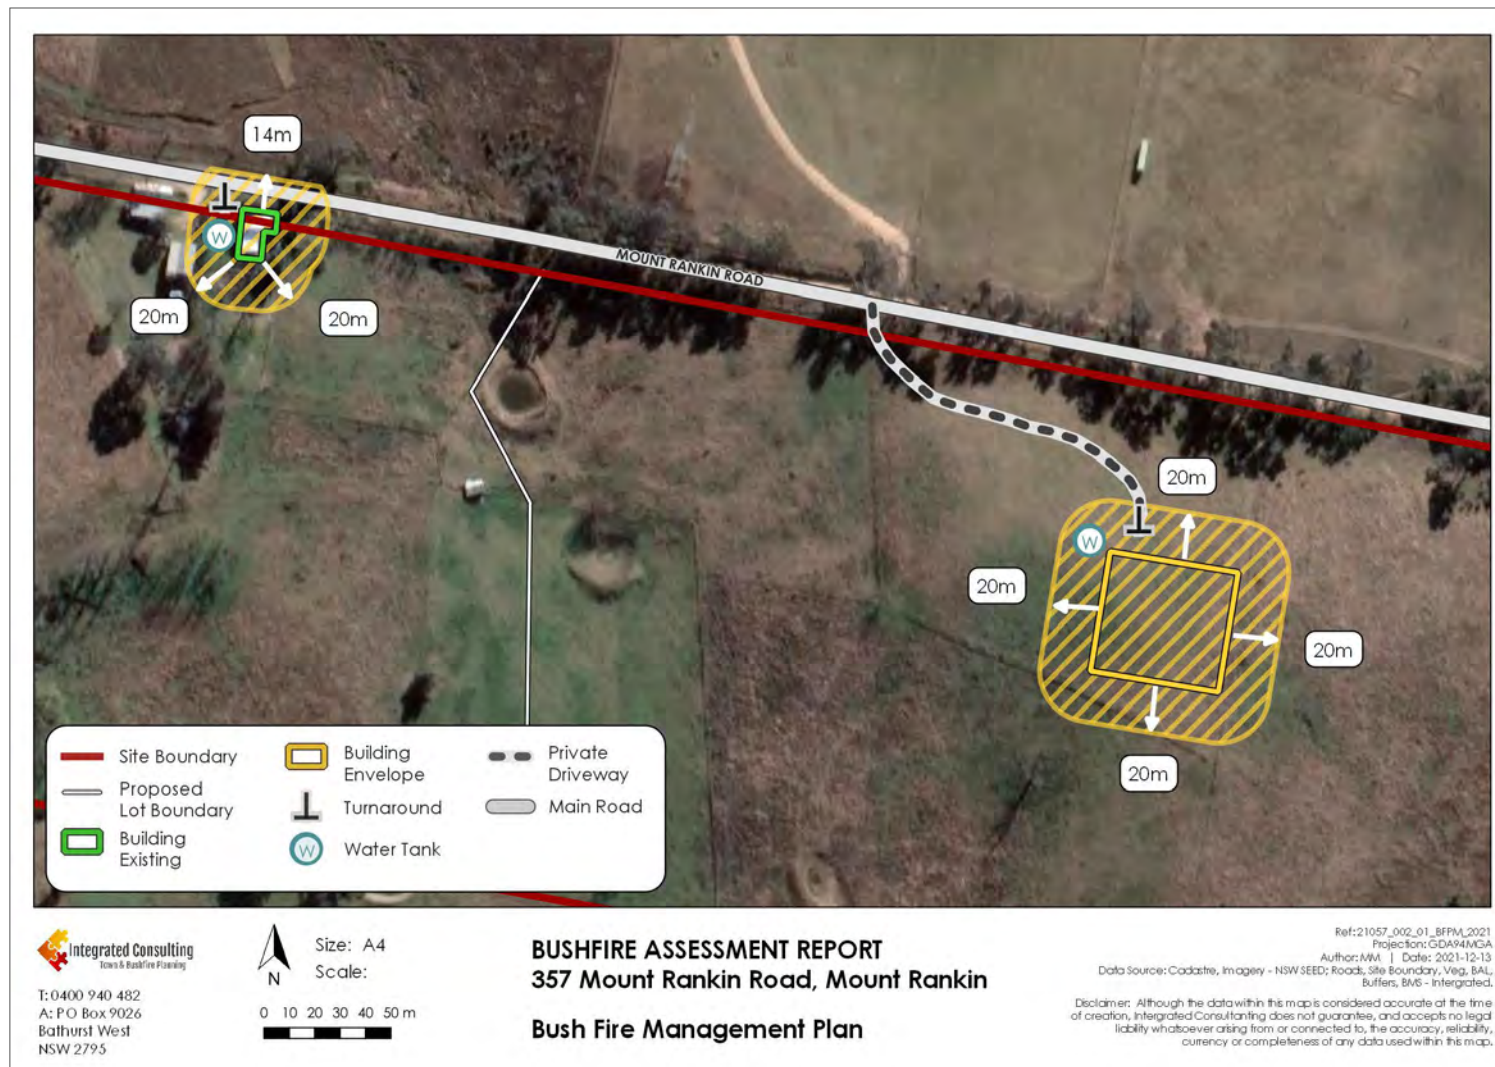 14m
W
20m
20m
MOUNT RANKIN ROAD
20m
W
20m
20m
20m
Site Boundary
Proposed
Lot Boundary
Building
Existing
Building
Envelope
Turnaround
W
Water Tank
Private
Driveway
Main Road
Integrated Consulting
Town & Bushfire Planning
T: 0400 940 482
A: PO Box 9026
Bathurst West
NSW 2795
N
Size: A4
Scale:
0 10 20 30 40 50 m
BUSHFIRE ASSESSMENT REPORT
357 Mount Rankin Road, Mount Rankin
Bush Fire Management Plan
Ref: 21057_002_01_BFPM_2021
Projection: GDA94MGA
Author: MM | Date: 2021-12-13
Data Source: Cadastre, Imagery - NSW SEED; Roads, Site Boundary, Veg, BAL,
Buffers, BMS - Intergrated.
Disclaimer: Although the data within this map is considered accurate at the time
of creation, Intergrated Consultanting does not guarantee, and accepts no legal
liability whatsoever arising from or connected to, the accuracy, reliability,
currency or completeness of any data used within this map.